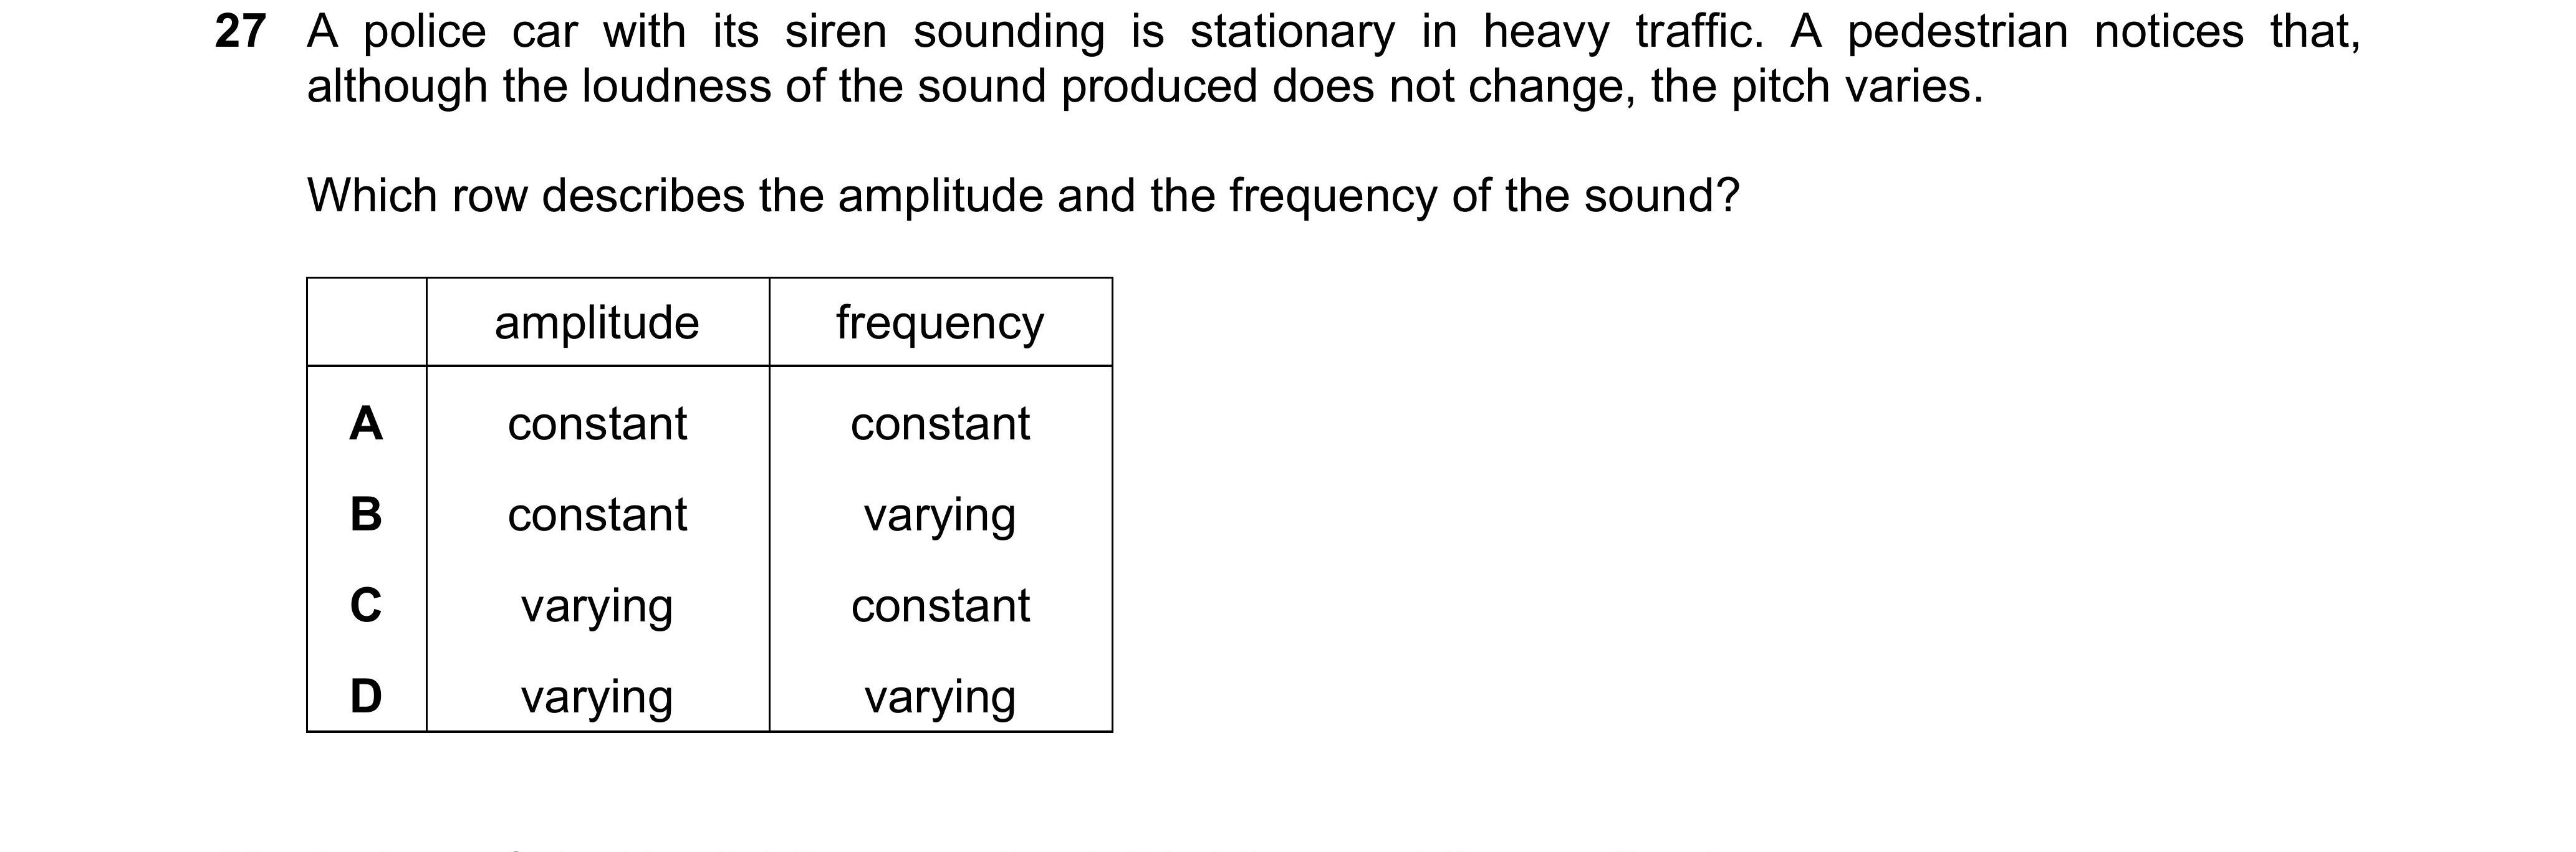 27 A police car with its siren sounding is stationary in heavy traffic. A pedestrian notices that,
although the loudness of the sound produced does not change, the pitch varies.
Which row describes the amplitude and the frequency of the sound?
amplitude frequency
A constant constant
B constant varying
C varying constant
D varying varying